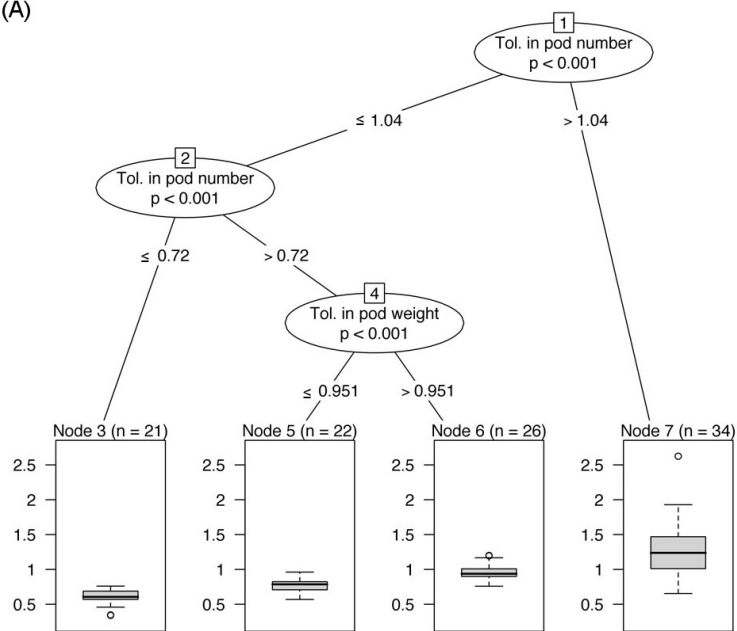 (A)
1
Tol. in pod number
p < 0.001
≤ 1.04
> 1.04
2
Tol. in pod number
p < 0.001
≤ 0.72
> 0.72
4
Tol. in pod weight
p < 0.001
≤ 0.951
> 0.951
Node 3 (n = 21)
2.5
2
1.5
1
0.5
Node 5 (n = 22)
2.5
2
1.5
1
0.5
Node 6 (n = 26)
2.5
2
1.5
1
0.5
Node 7 (n = 34)
2.5
2
1.5
1
0.5